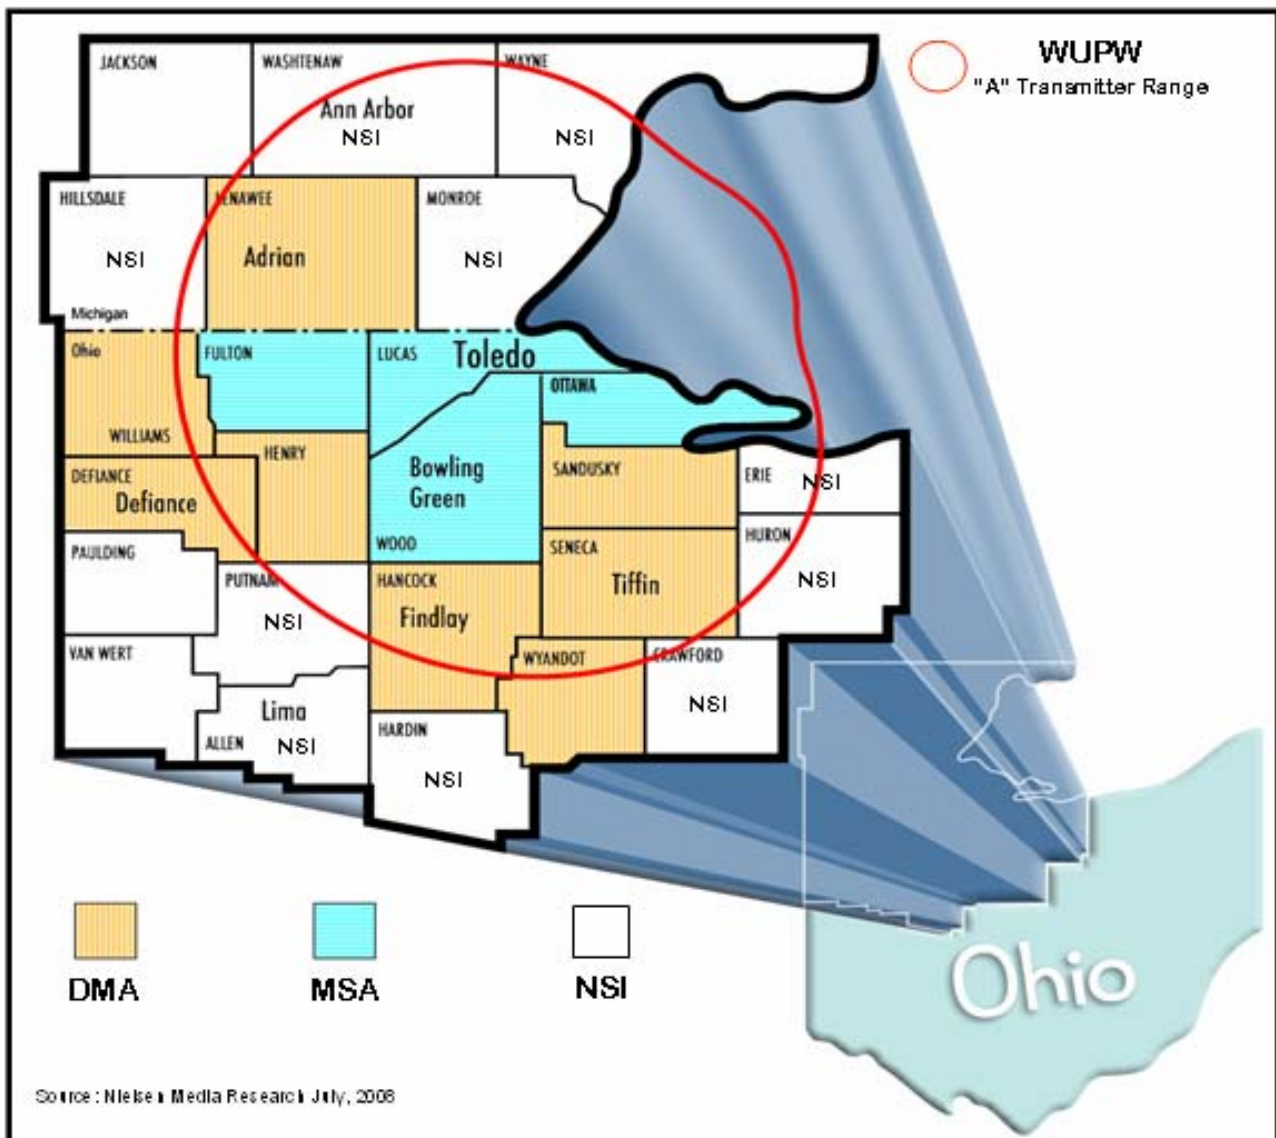 WUPW
"A" Transmitter Range
JACKSON
WASHTENAW
WAYNE
Ann Arbor
NSI
NSI
HILLSDALE
LENAWEE
MONROE
NSI
Adrian
NSI
Michigan
Ohio
FULTON
LUCAS
Toledo
OTTAWA
WILLIAMS
HENRY
DEFIANCE
Defiance
Bowling
Green
SANDUSKY
ERIE
NSI
PAULDING
WOOD
SENECA
HURON
PUTNAM
HANCOCK
Tiffin
NSI
NSI
Findlay
VAN WERT
WYANDOT
CRAWFORD
NSI
Lima
ALLEN
NSI
HARDIN
NSI
DMA
MSA
NSI
Ohio
Source: Nielsen Media Research July, 2008